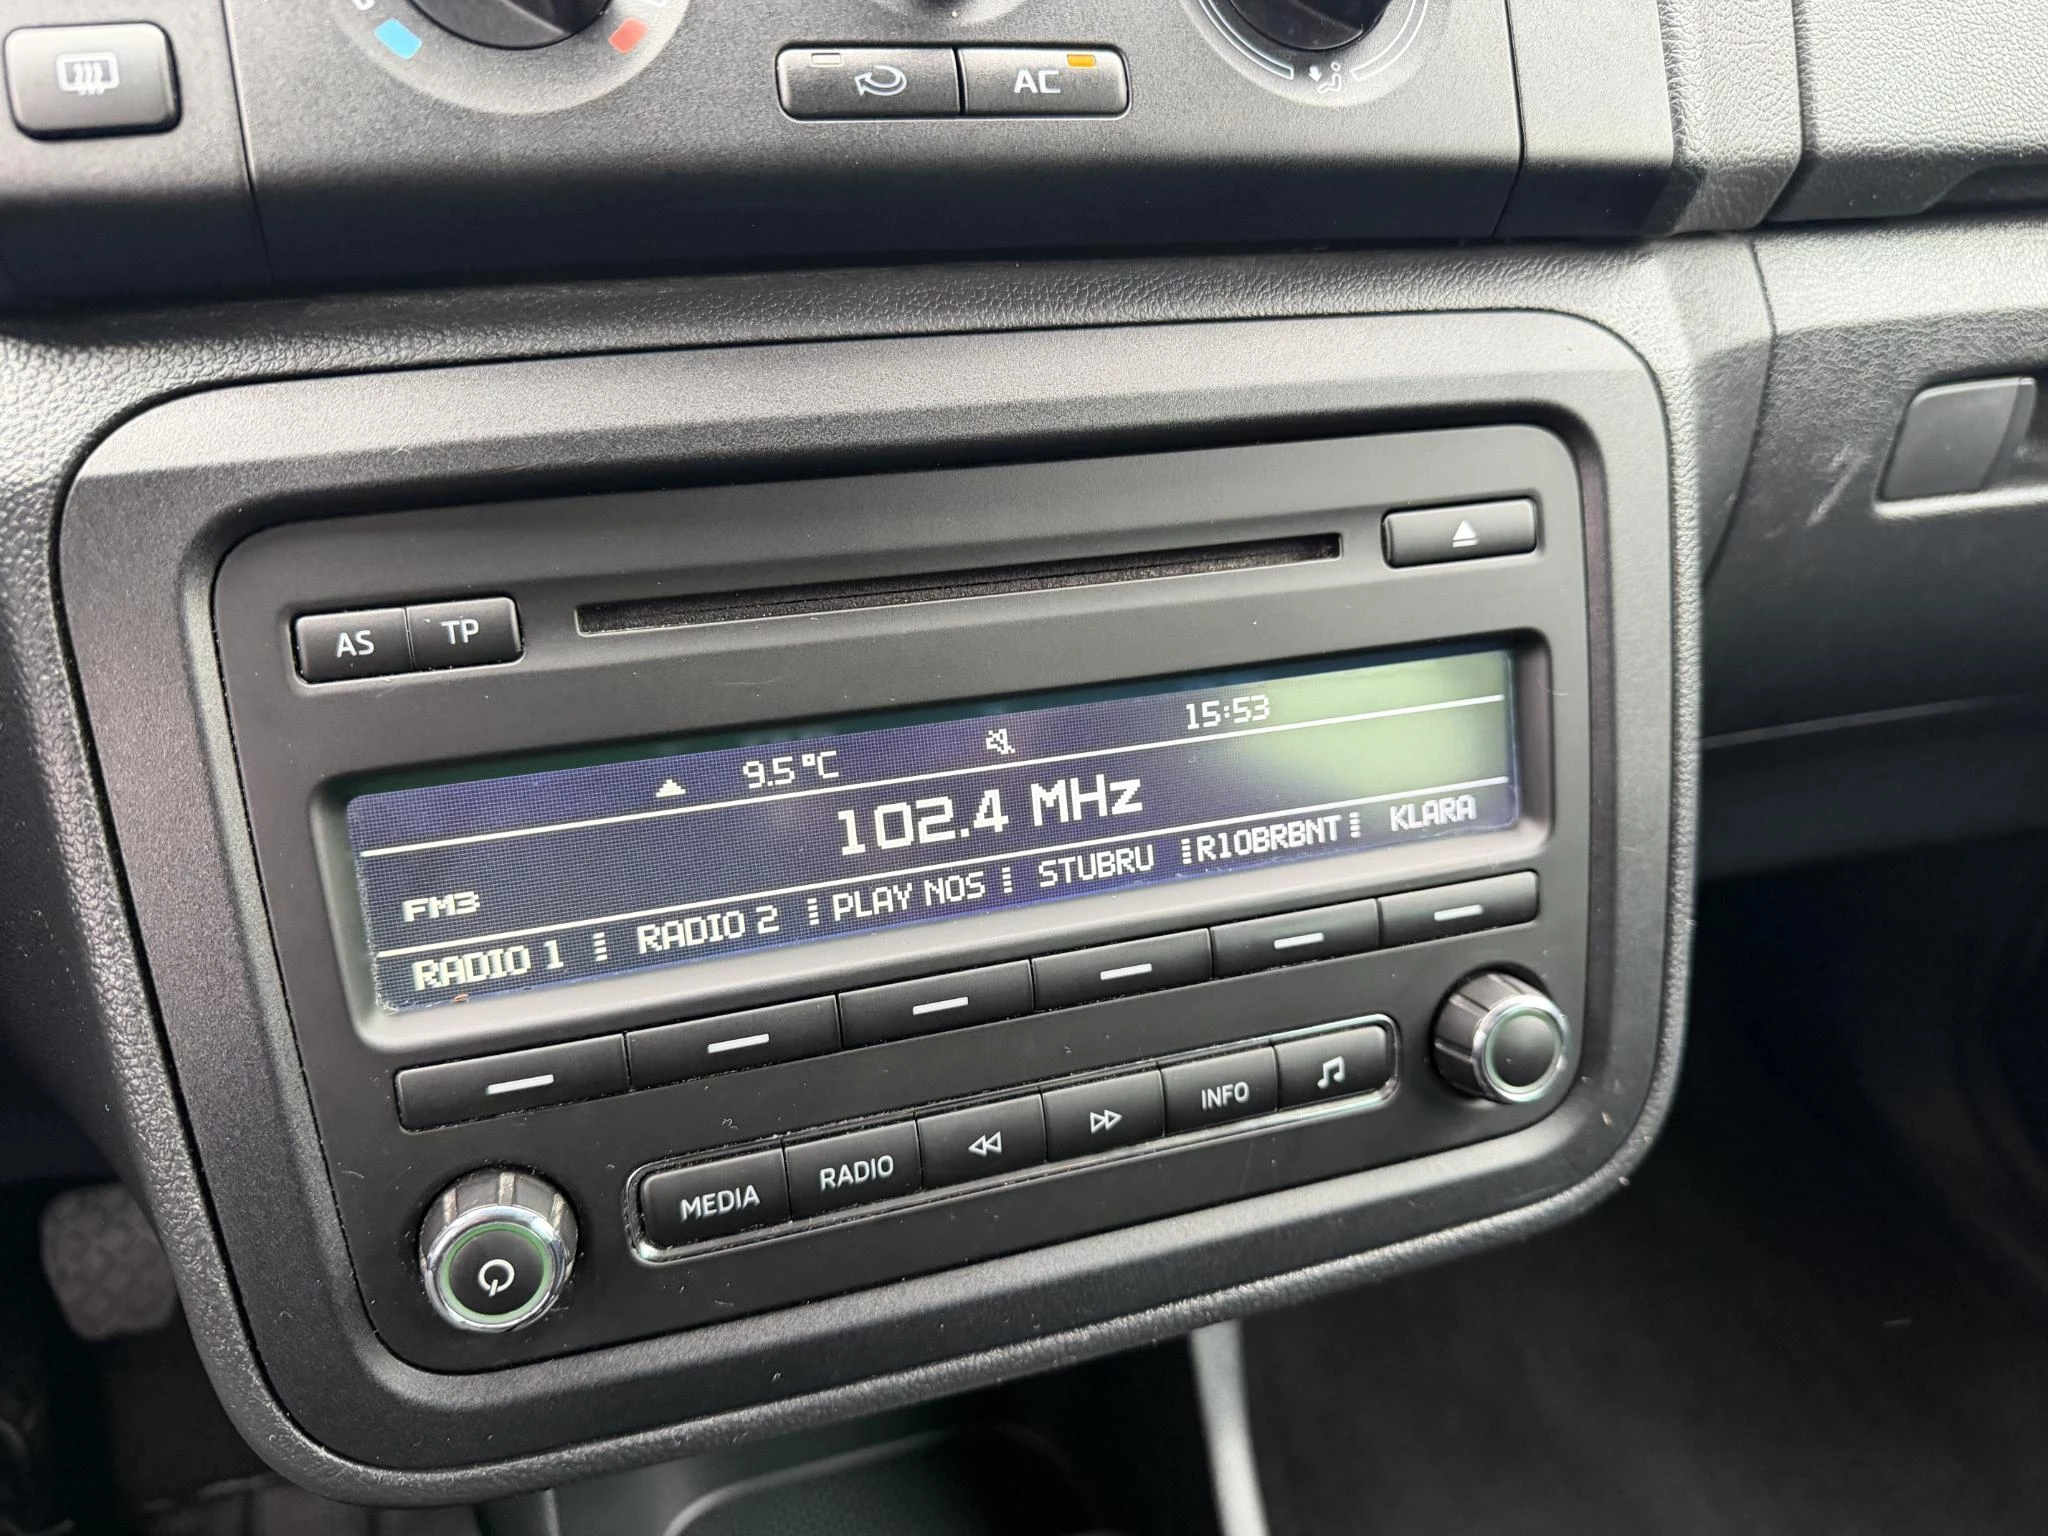 AC
AS TP
9.5°C 15:53
102.4 MHz
FM3
RADIO 1 RADIO 2 PLAY NOS STUBRU R1OBRBNT KLARA
MEDIA RADIO INFO